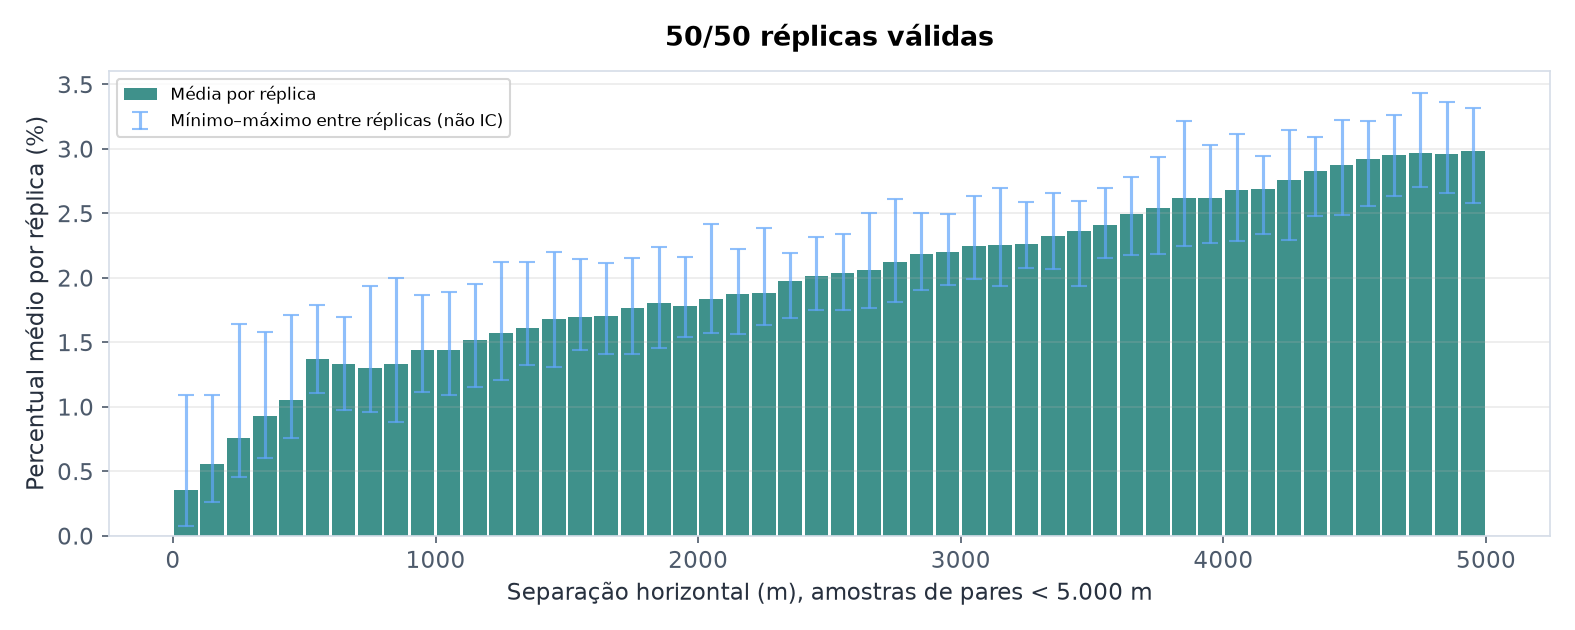 50/50 réplicas válidas
Média por réplica
Mínimo–máximo entre réplicas (não IC)
Percentual médio por réplica (%)
3.5
3.0
2.5
2.0
1.5
1.0
0.5
0.0
0 1000 2000 3000 4000 5000
Separação horizontal (m), amostras de pares < 5.000 m